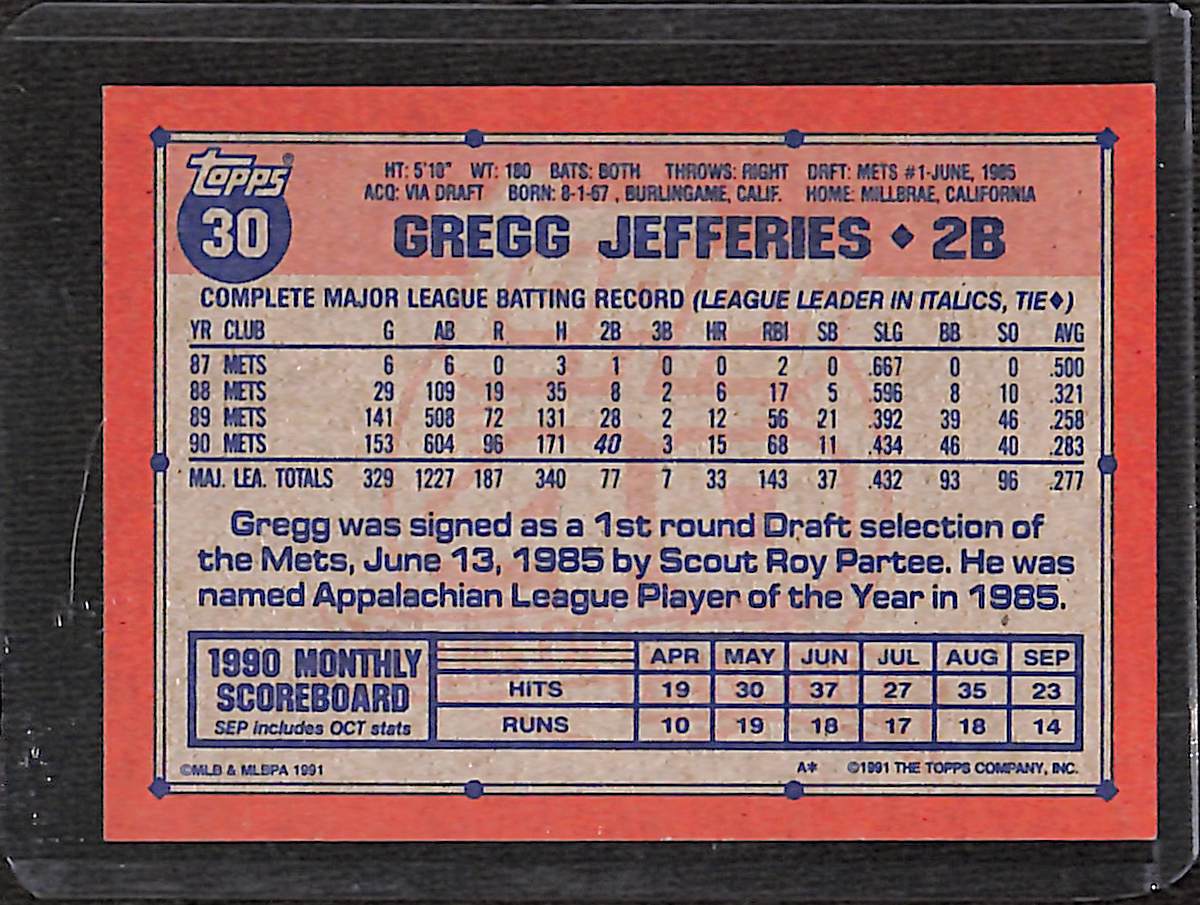 topps®
30
HT: 5'10" WT: 180 BATS: BOTH THROWS: RIGHT DRFT: METS #1-JUNE, 1985
ACQ: VIA DRAFT BORN: 8-1-67 , BURLINGAME, CALIF. HOME: MILLBRAE, CALIFORNIA
GREGG JEFFERIES ◆ 2B
COMPLETE MAJOR LEAGUE BATTING RECORD (LEAGUE LEADER IN ITALICS, TIE◆)
YR CLUB G AB R H 2B 3B HR RBI SB SLG BB SO AVG
87 METS 6 6 0 3 1 0 0 2 0 .667 0 0 .500
88 METS 29 109 19 35 8 2 6 17 5 .596 8 10 .321
89 METS 141 508 72 131 28 2 12 56 21 .392 39 46 .258
90 METS 153 604 96 171 40 3 15 68 11 .434 46 40 .283
MAJ. LEA. TOTALS 329 1227 187 340 77 7 33 143 37 .432 93 96 .277
Gregg was signed as a 1st round Draft selection of
the Mets, June 13, 1985 by Scout Roy Partee. He was
named Appalachian League Player of the Year in 1985.
1990 MONTHLY
SCOREBOARD
SEP includes OCT stats
APR MAY JUN JUL AUG SEP
HITS 19 30 37 27 35 23
RUNS 10 19 18 17 18 14
©MLB & MLBPA 1991 A* ©1991 THE TOPPS COMPANY, INC.